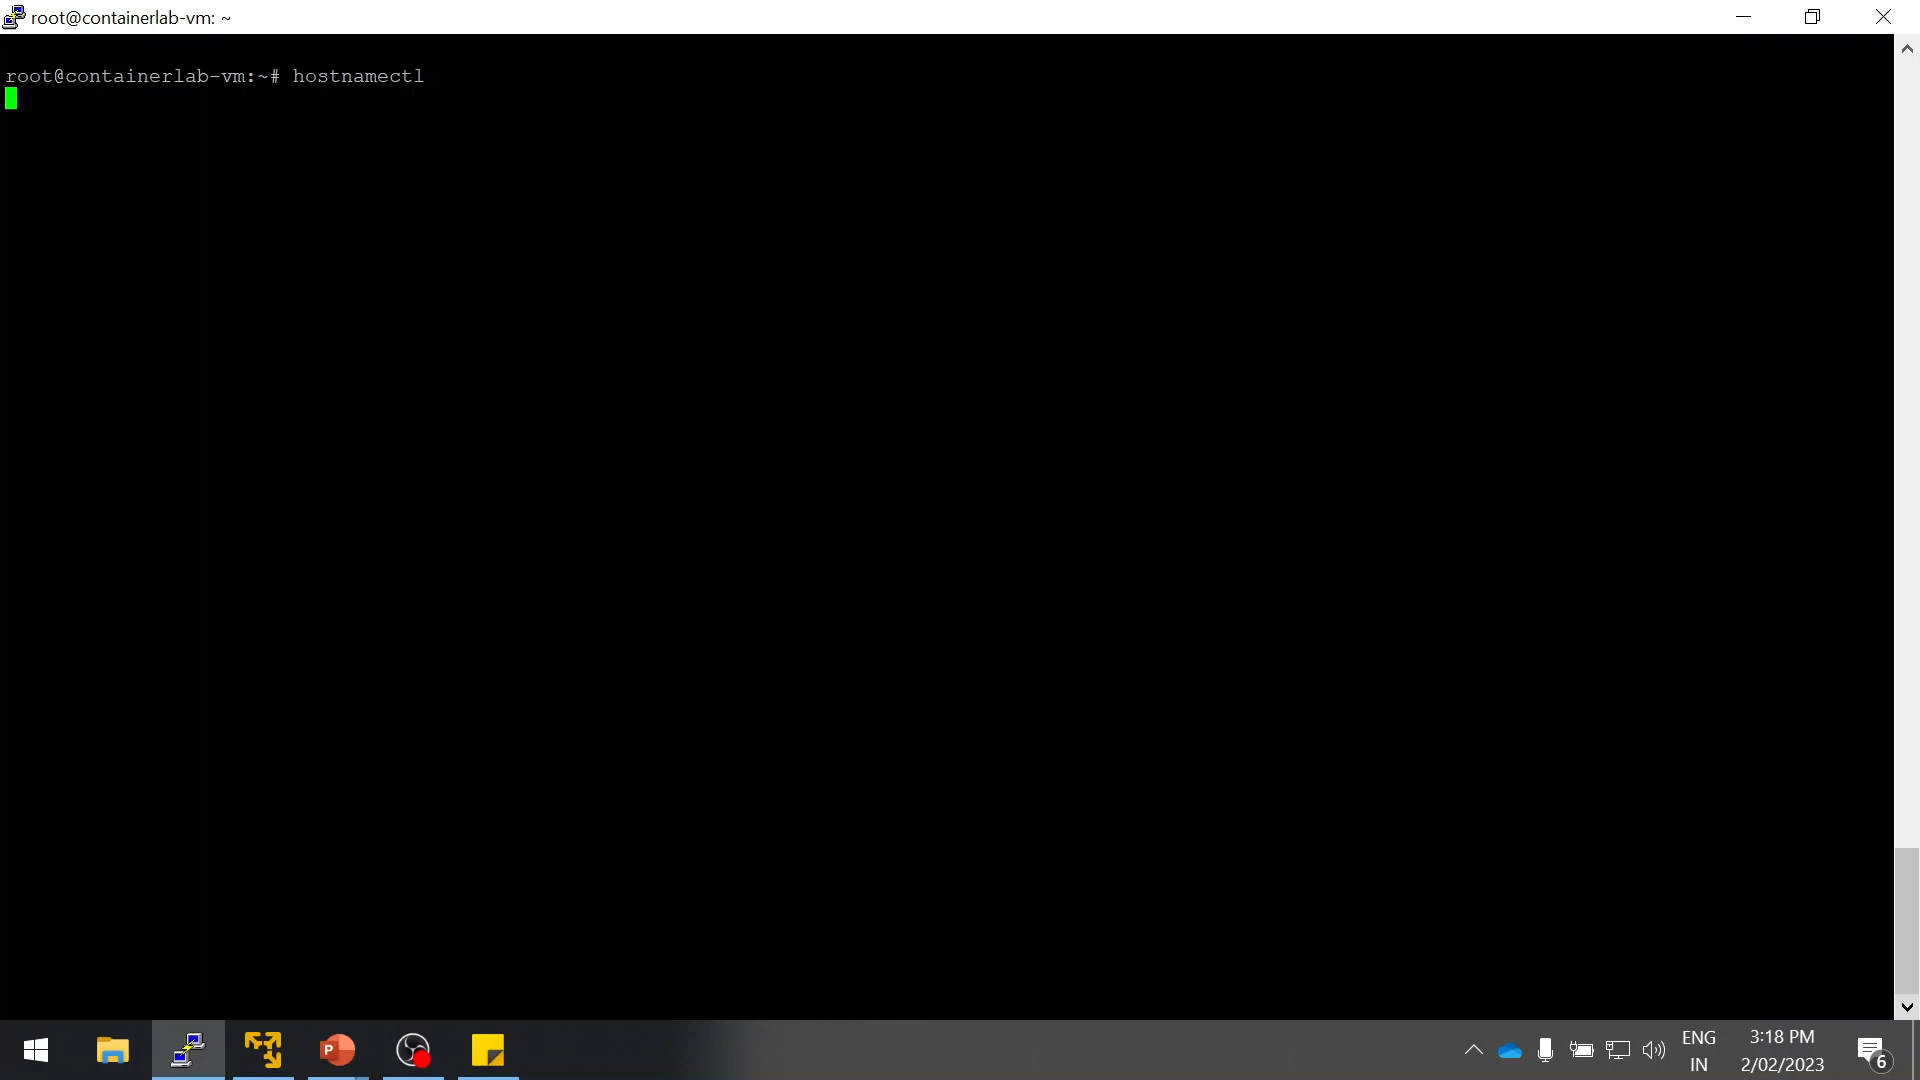 root@containerlab-vm: ~
root@containerlab-vm:~# hostnamectl
P
ENG
IN
3:18 PM
2/02/2023
6